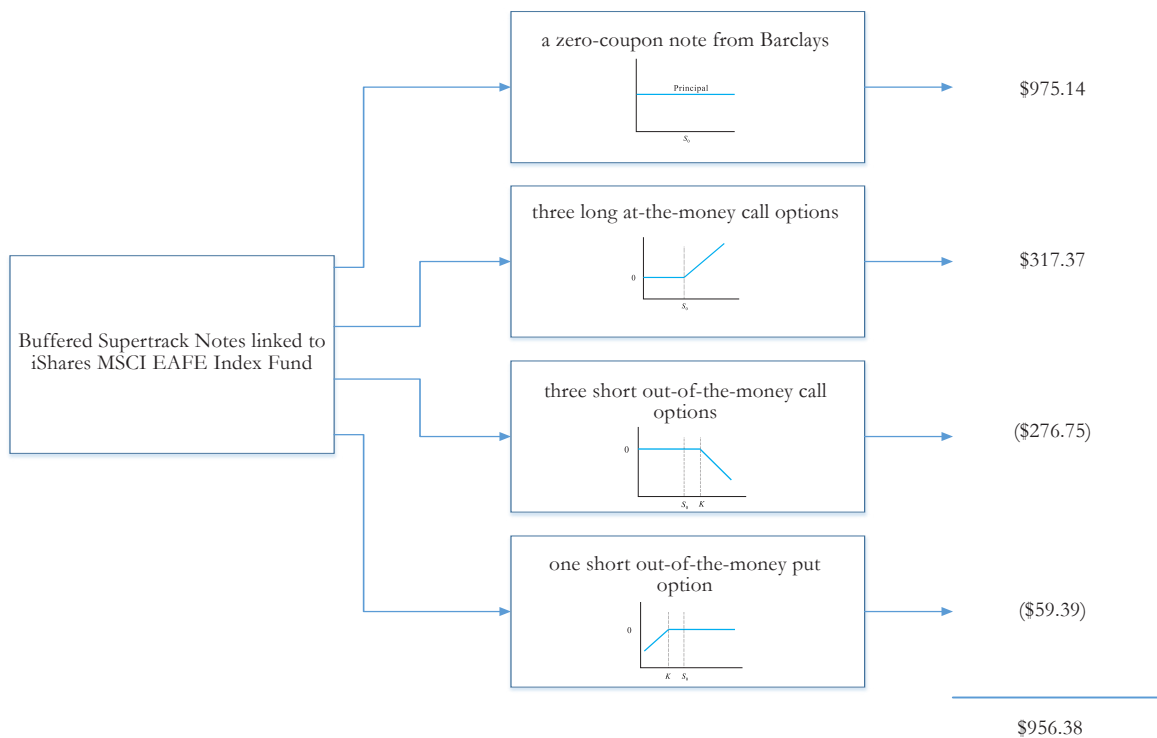 a zero-coupon note from Barclays
Principal
S₀
$975.14
three long at-the-money call options
0
S₀
$317.37
Buffered Supertrack Notes linked to
iShares MSCI EAFE Index Fund
three short out-of-the-money call
options
0
S₀ K
($276.75)
one short out-of-the-money put
option
0
K S₀
($59.39)
$956.38